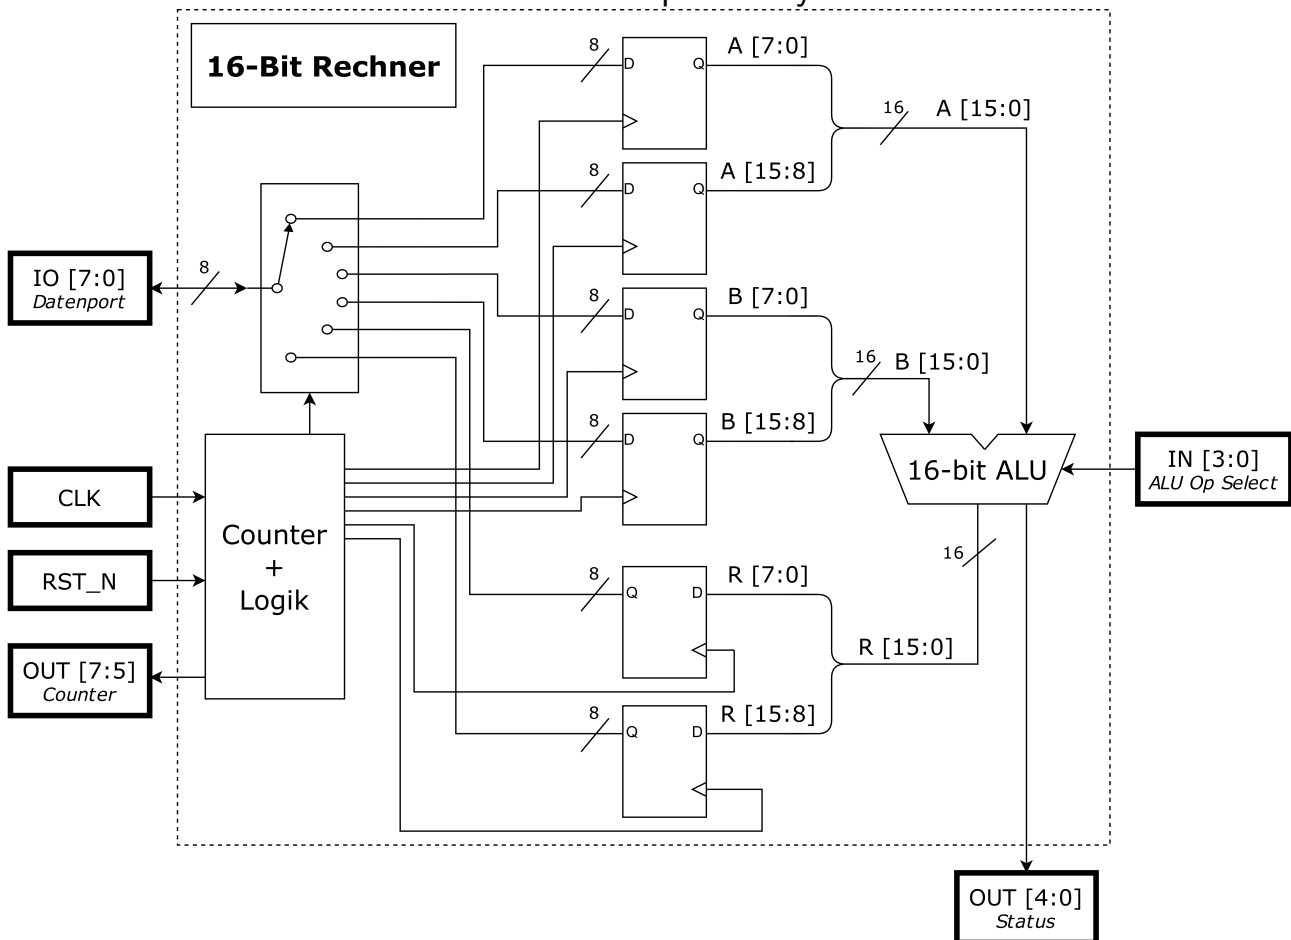 16-Bit Rechner
8
D
Q
A [7:0]
16
A [15:0]
8
D
Q
A [15:8]
IO [7:0]
Datenport
8
8
D
Q
B [7:0]
16
B [15:0]
8
D
Q
B [15:8]
16-bit ALU
IN [3:0]
ALU Op Select
CLK
RST_N
OUT [7:5]
Counter
Counter
+
Logik
16
8
Q
D
R [7:0]
R [15:0]
8
Q
D
R [15:8]
OUT [4:0]
Status